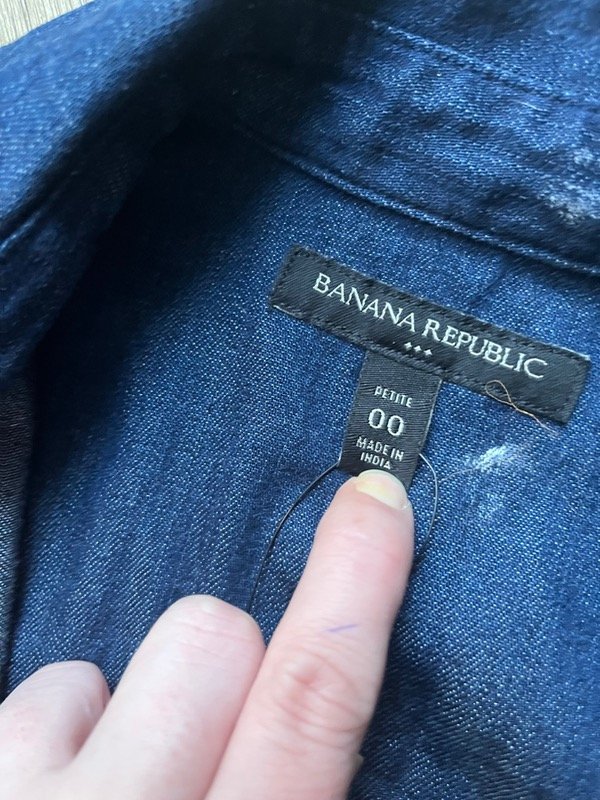 BANANA REPUBLIC
PETITE
00
MADE IN
INDIA